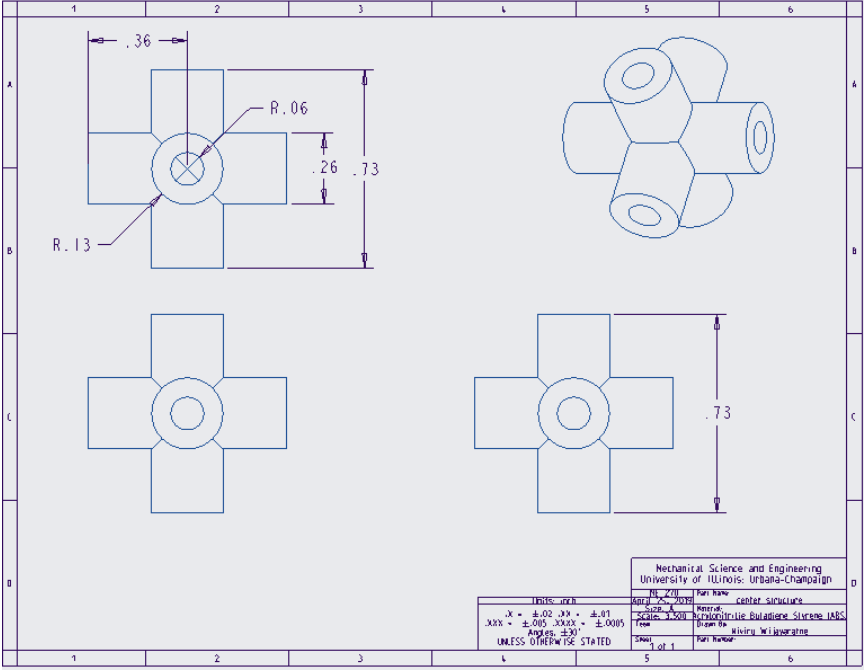 1 2 3 4 5 6
A A
.36
R.06
.26 .73
R.13
B B
C C
.73
D D
Mechanical Science and Engineering
University of Illinois: Urbana-Champaign
ME 270 Part Name
April 25, 2019 center structure
Units: inch
Size: A Material:
.X = ±.02 .XX = ±.01
Scale: 3.500 Acrylonitrile Butadiene Styrene (ABS
.XXX = ±.005 .XXXX = ±.0005
Team Drawn By
Angles, ±30'
UNLESS OTHERWISE STATED
Sheet Part Number
1 of 1
1 2 3 4 5 6